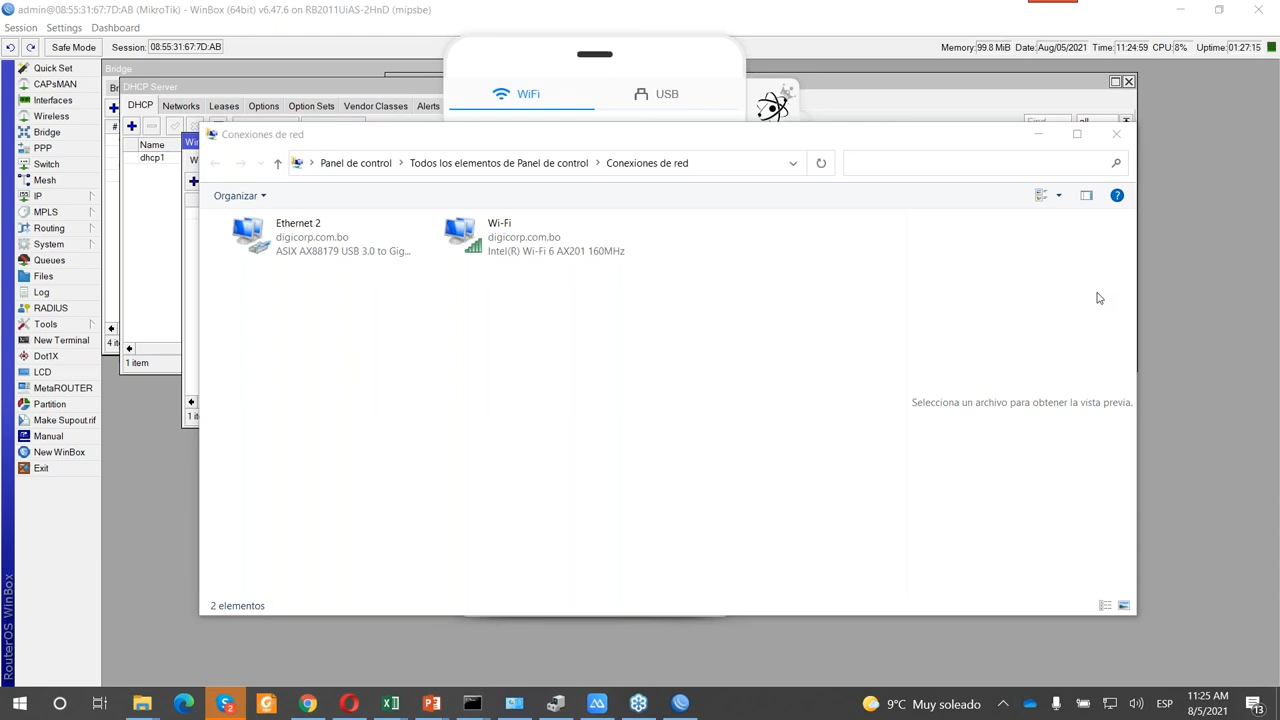 admin@08:55:31:67:7D:AB (MikroTik) - WinBox (64bit) v6.47.6 on RB2011UiAS-2HnD (mipsbe)
Session Settings Dashboard
Safe Mode Session: 08:55:31:67:7D:AB Memory: 99.8 MiB Date: Aug/05/2021 Time: 11:24:59 CPU: 8% Uptime: 01:27:15
Quick Set
CAPsMAN
Interfaces
Wireless
Bridge
PPP
Switch
Mesh
IP
MPLS
Routing
System
Queues
Files
Log
RADIUS
Tools
New Terminal
Dot1X
LCD
MetaROUTER
Partition
Make Supout.rif
Manual
New WinBox
Exit
RouterOS WinBox
Bridge
DHCP Server
DHCP Networks Leases Options Option Sets Vendor Classes Alerts
Find all
# Name
dhcp1
1 item
WiFi USB
Conexiones de red
Panel de control Todos los elementos de Panel de control Conexiones de red
Organizar
Ethernet 2
digicorp.com.bo
ASIX AX88179 USB 3.0 to Gig...
Wi-Fi
digicorp.com.bo
Intel(R) Wi-Fi 6 AX201 160MHz
Selecciona un archivo para obtener la vista previa.
2 elementos
9°C Muy soleado ESP
11:25 AM
8/5/2021
13